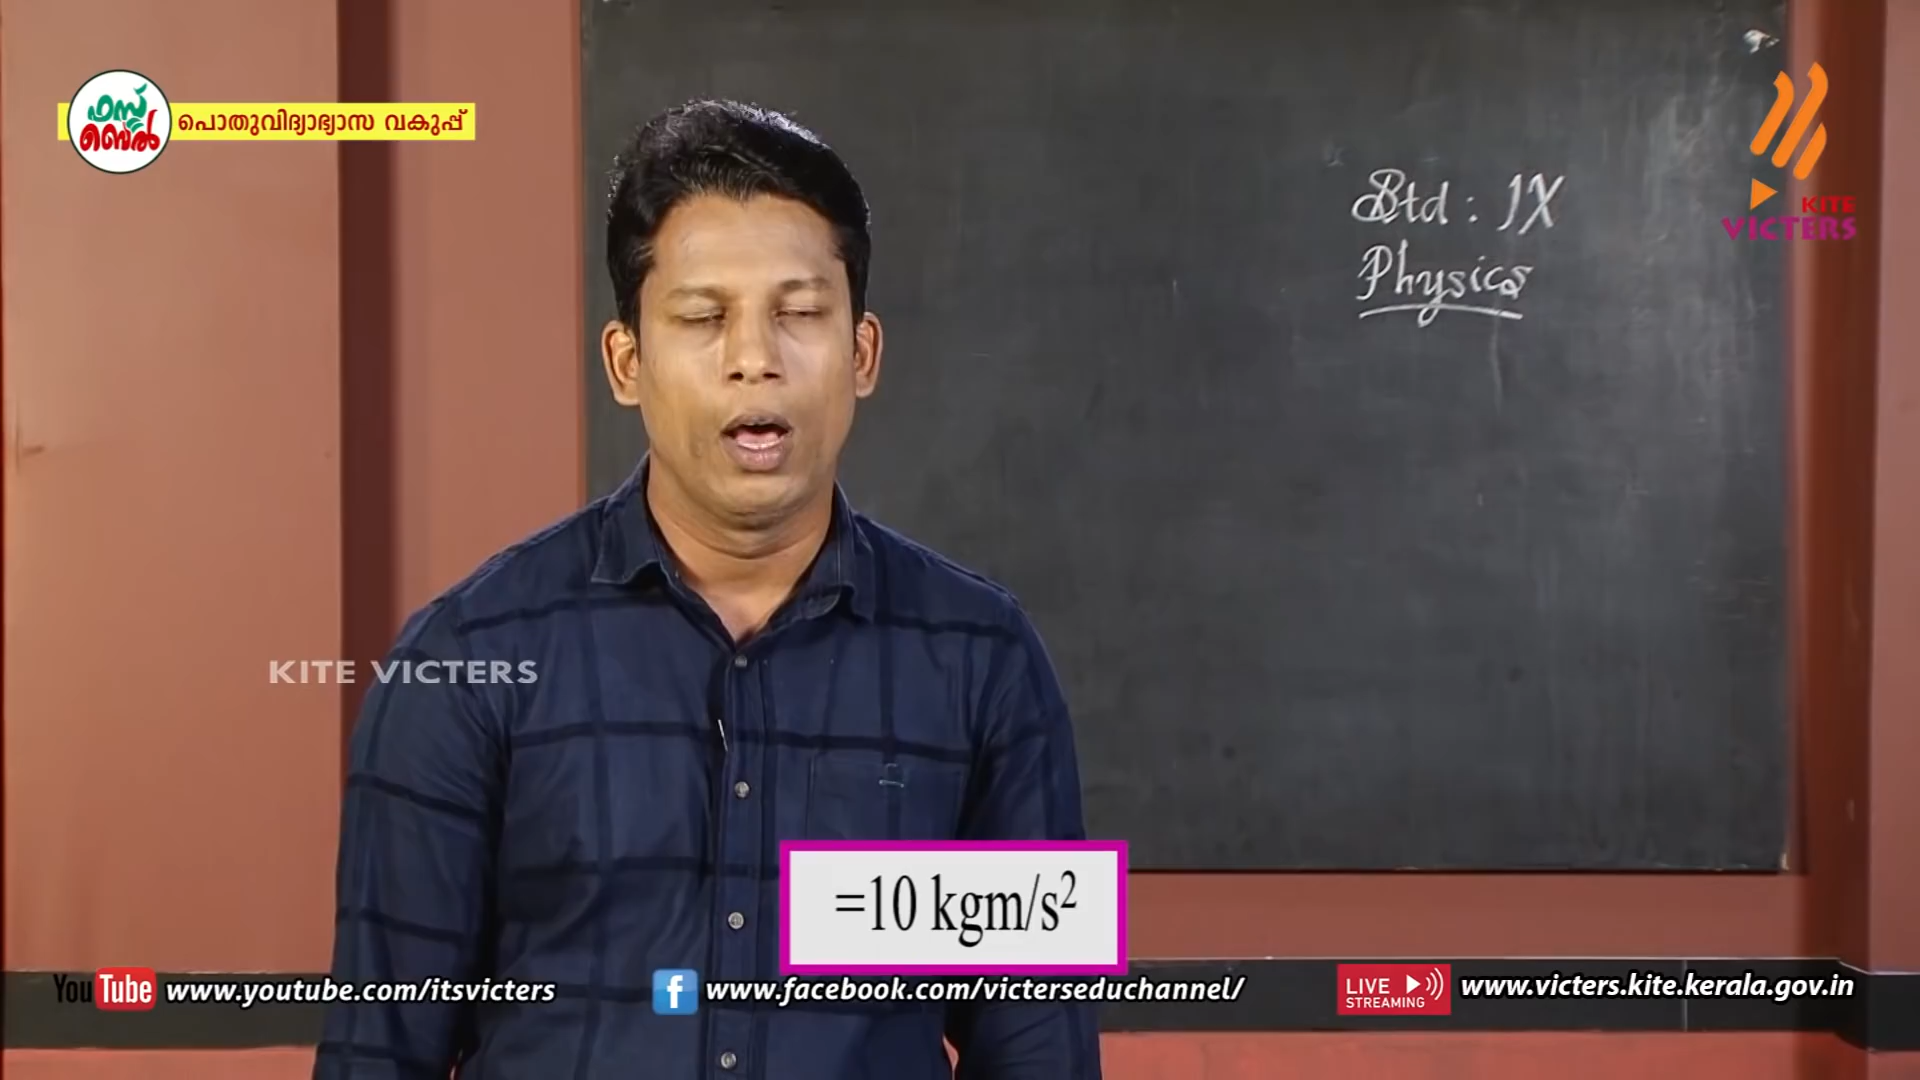 ഫസ്റ്റ്
ബെൽ
പൊതുവിദ്യാഭ്യാസ വകുപ്പ്
Std : IX
Physics
KITE
VICTERS
KITE VICTERS
=10 kgm/s²
YouTube www.youtube.com/itsvicters
f www.facebook.com/victerseduchannel/
LIVE STREAMING www.victers.kite.kerala.gov.in